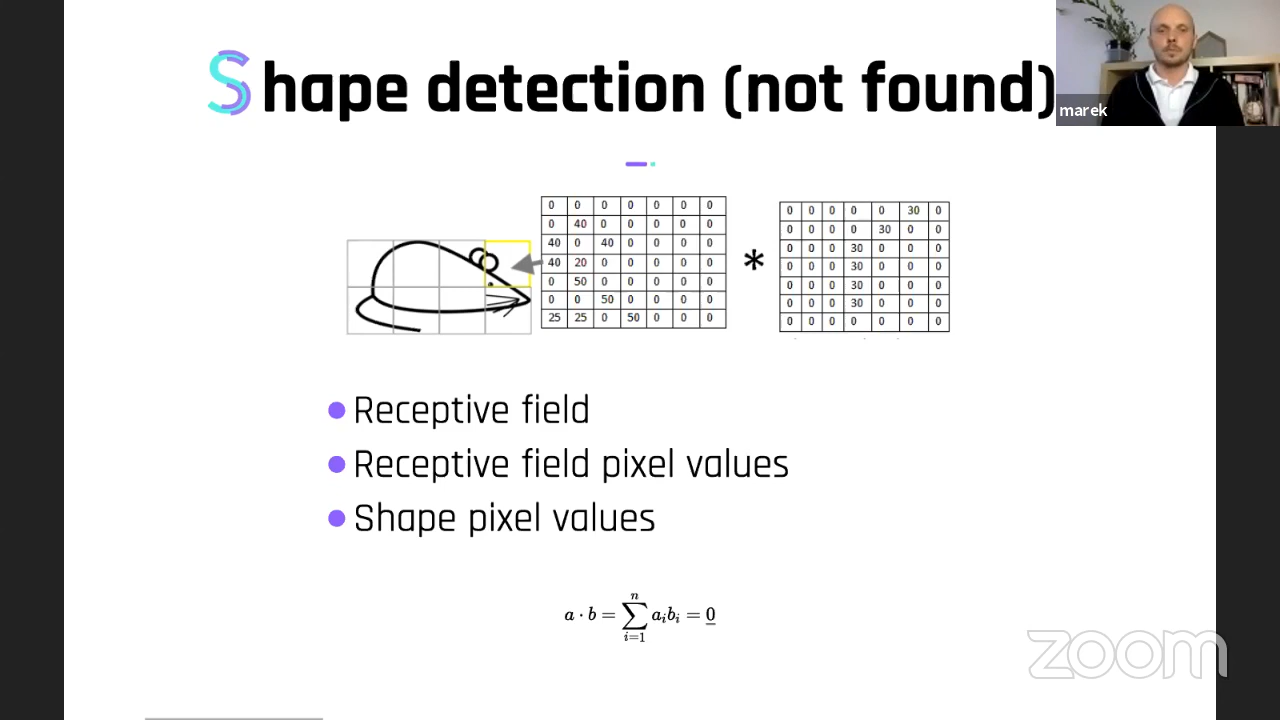 Shape detection (not found)
marek
0 0 0 0 0 0 0
0 40 0 0 0 0 0
40 0 40 0 0 0 0
40 20 0 0 0 0 0
0 50 0 0 0 0 0
0 0 50 0 0 0 0
25 25 0 50 0 0 0
*
0 0 0 0 0 30 0
0 0 0 0 30 0 0
0 0 0 30 0 0 0
0 0 0 30 0 0 0
0 0 0 30 0 0 0
0 0 0 30 0 0 0
0 0 0 0 0 0 0
Receptive field
Receptive field pixel values
Shape pixel values
a · b = ∑ⁿᵢ₌₁ aᵢbᵢ = 0
zoom